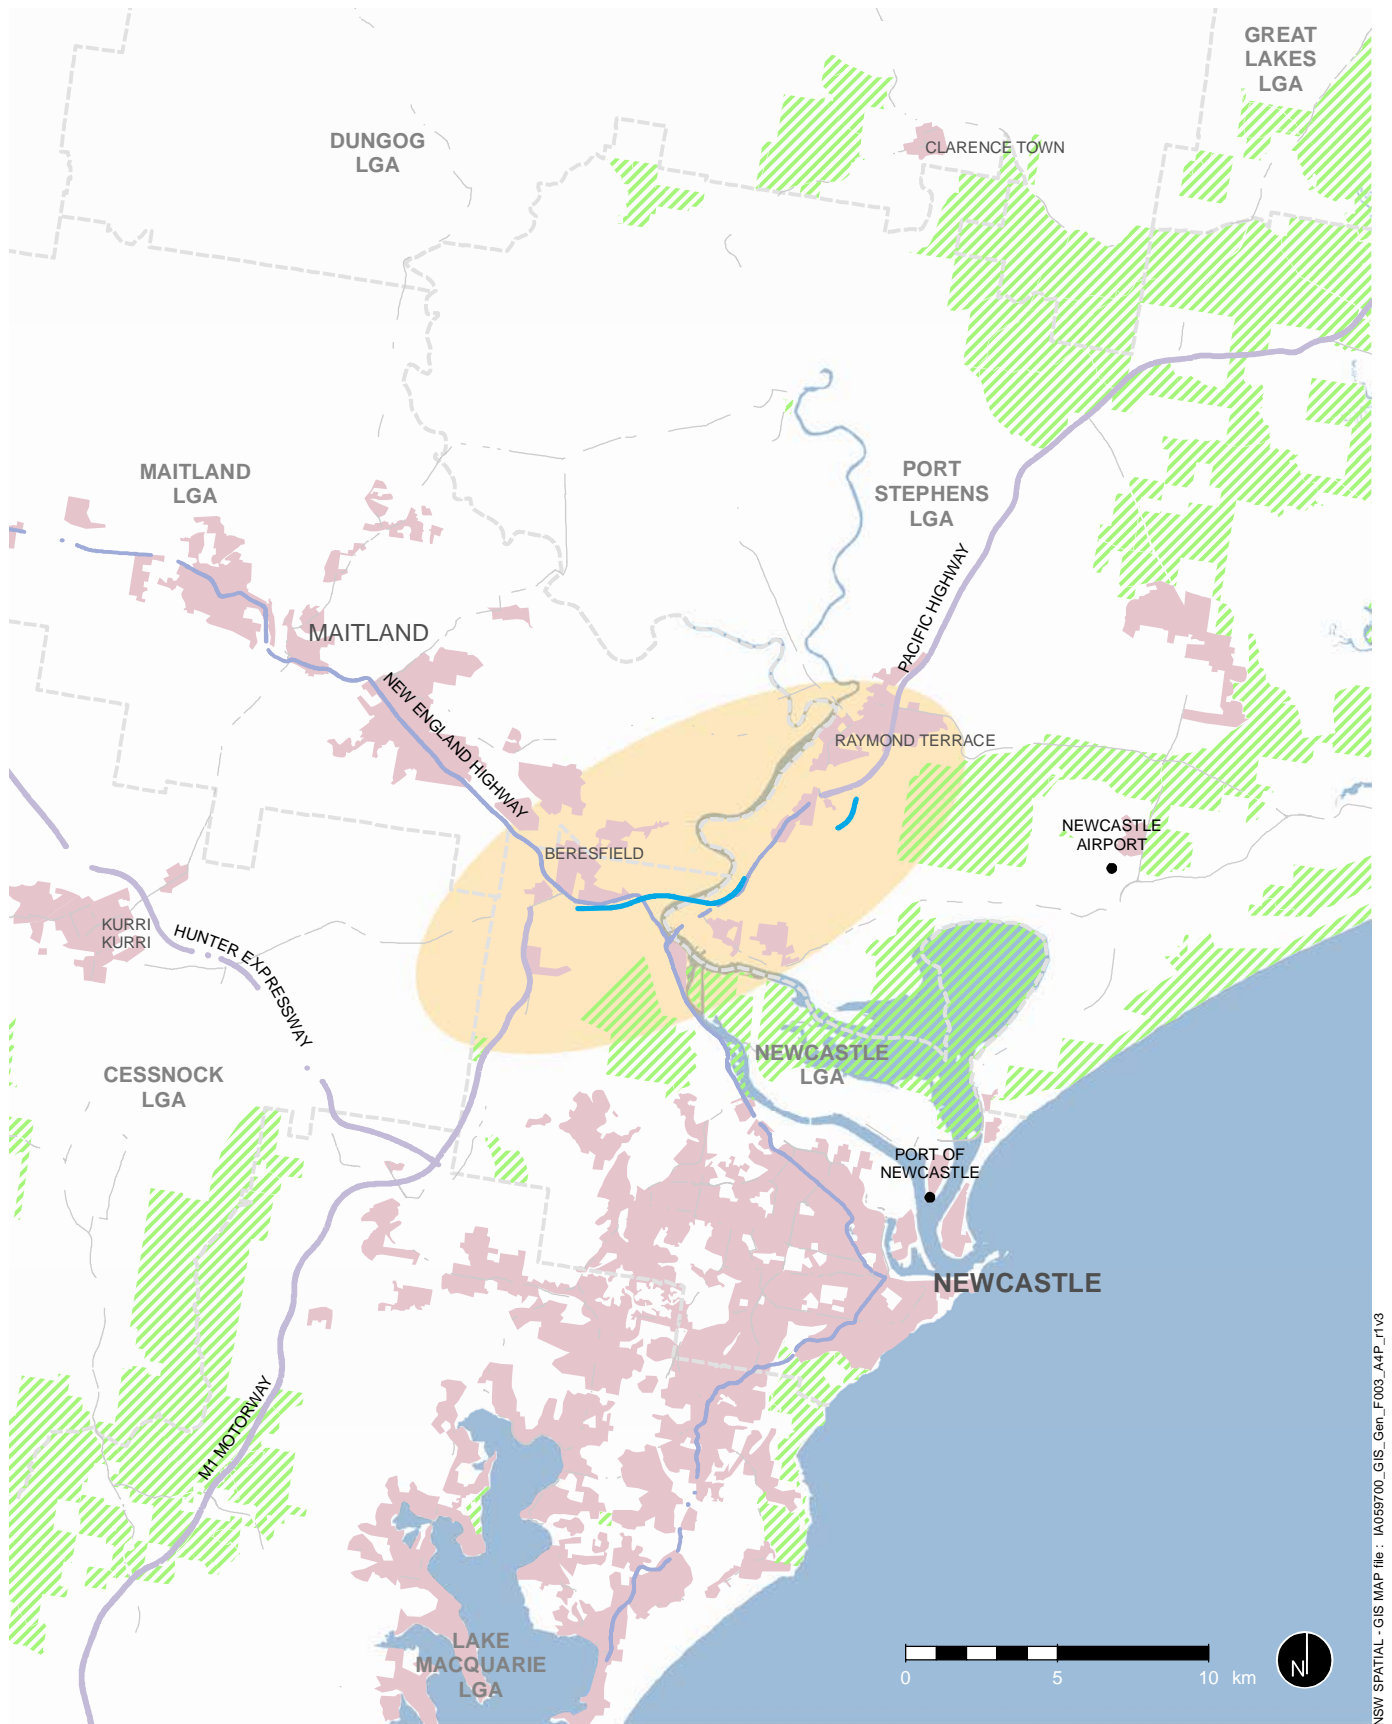 GREAT
LAKES
LGA
DUNGOG
LGA
CLARENCE TOWN
MAITLAND
LGA
PORT
STEPHENS
LGA
PACIFIC HIGHWAY
MAITLAND
NEW ENGLAND HIGHWAY
RAYMOND TERRACE
NEWCASTLE
AIRPORT
BERESFIELD
KURRI
KURRI
HUNTER EXPRESSWAY
NEWCASTLE
LGA
CESSNOCK
LGA
PORT OF
NEWCASTLE
NEWCASTLE
M1 MOTORWAY
LAKE
MACQUARIE
LGA
0 5 10 km
N
NSW SPATIAL - GIS MAP file : IA059700_GIS_Gen_F003_A4P_r1v3